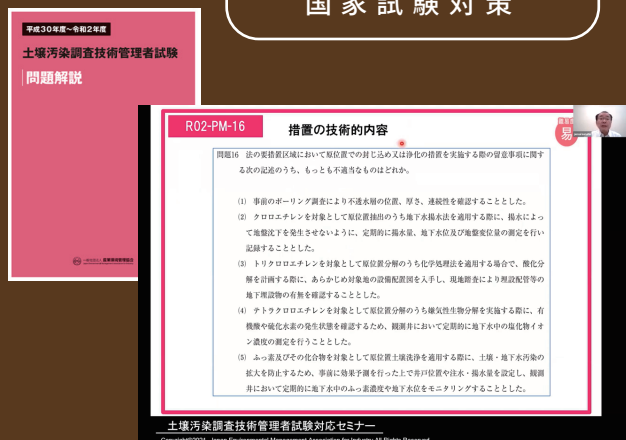 国家試験対策
平成30年度～令和2年度
土壌汚染調査技術管理者試験
問題解説
R02-PM-16
措置の技術的内容
易
問題16 法の要措置区域において原位置での封じ込め又は浄化の措置を実施する際の留意事項に関す
る次の記述のうち、もっとも不適当なものはどれか。
(1) 事前のボーリング調査により不透水層の位置、厚さ、連続性を確認することとした。
(2) クロロエチレンを対象として原位置抽出のうち地下水揚水法を適用する際に、揚水によっ
て地盤沈下を発生させないように、定期的に揚水量、地下水位及び地盤変位量の測定を行い
記録することとした。
(3) トリクロロエチレンを対象として原位置分解のうち化学処理法を適用する場合で、酸化分
解を計画する際に、あらかじめ対象地の設備配置図を入手し、現地踏査により埋設配管等の
地下埋設物の有無を確認することとした。
(4) テトラクロロエチレンを対象として原位置分解のうち嫌気性生物分解を実施する際に、有
機酸や硫化水素の発生状態を確認するため、観測井において定期的に地下水中の塩化物イオ
ン濃度の測定を行うこととした。
(5) ふっ素及びその化合物を対象として原位置土壌洗浄を適用する際に、土壌・地下水汚染の
拡大を防止するため、事前に効果予測を行った上で井戸位置や注水・揚水量を設定し、観測
井において定期的に地下水中のふっ素濃度や地下水位をモニタリングすることとした。
土壌汚染調査技術管理者試験対応セミナー